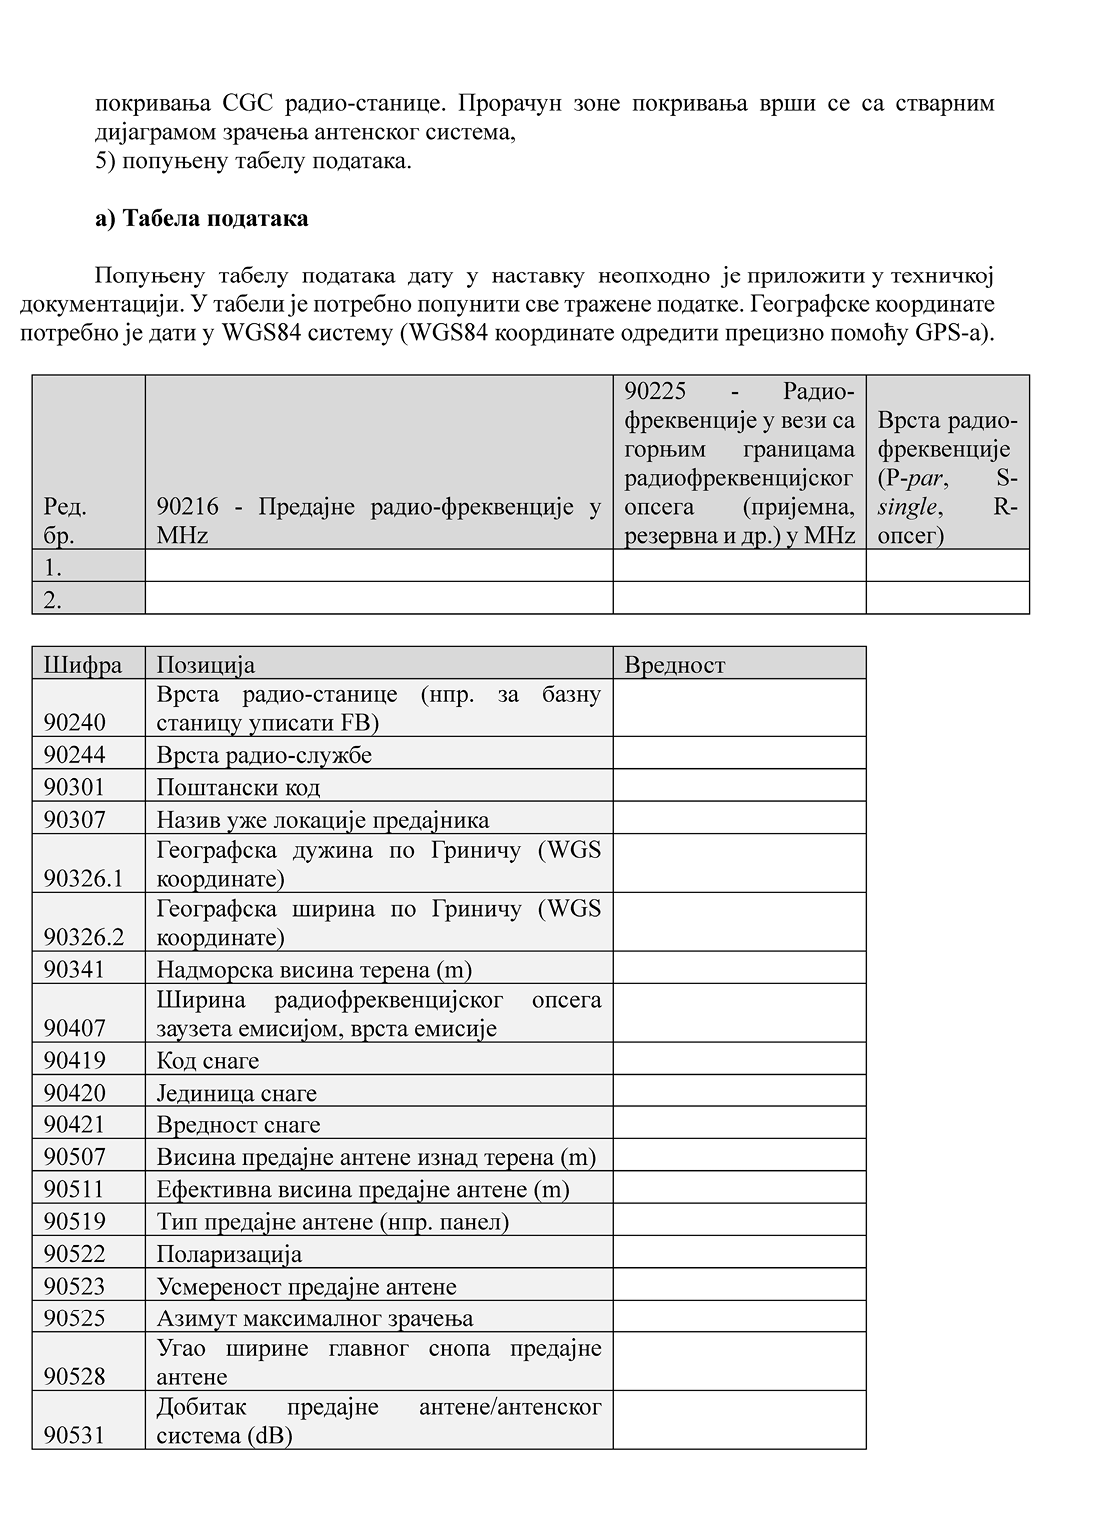 покривања CGC радио-станице. Прорачун зоне покривања врши се са стварним
дијаграмом зрачења антенског система,
5) попуњену табелу података.
а) Табела података
Попуњену табелу података дату у наставку неопходно је приложити у техничкој
документацији. У табели је потребно попунити све тражене податке. Географске координате
потребно је дати у WGS84 систему (WGS84 координате одредити прецизно помоћу GPS-а).
Ред.
бр.
90216 - Предајне радио-фреквенције у
MHz
90225 - Радио-
фреквенције у вези са
горњим границама
радиофреквенцијског
опсега (пријемна,
резервна и др.) у MHz
Врста радио-
фреквенције
(P-par, S-
single, R-
опсег)
1.
2.
Шифра Позиција Вредност
90240 Врста радио-станице (нпр. за базну
станицу уписати FB)
90244 Врста радио-службе
90301 Поштански код
90307 Назив уже локације предајника
90326.1 Географска дужина по Гриничу (WGS
координате)
90326.2 Географска ширина по Гриничу (WGS
координате)
90341 Надморска висина терена (m)
90407 Ширина радиофреквенцијског опсега
заузета емисијом, врста емисије
90419 Код снаге
90420 Јединица снаге
90421 Вредност снаге
90507 Висина предајне антене изнад терена (m)
90511 Ефективна висина предајне антене (m)
90519 Тип предајне антене (нпр. панел)
90522 Поларизација
90523 Усмереност предајне антене
90525 Азимут максималног зрачења
90528 Угао ширине главног снопа предајне
антене
90531 Добитак предајне антене/антенског
система (dB)